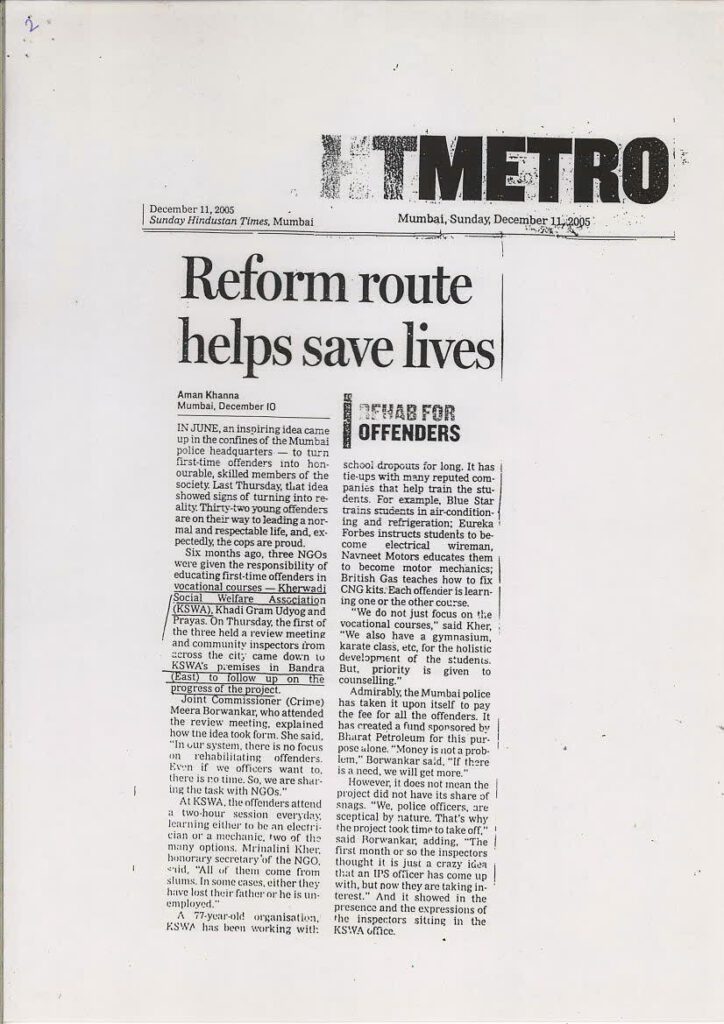 2
HTMETRO
December 11, 2005
Sunday Hindustan Times, Mumbai
Mumbai, Sunday, December 11, 2005
Reform route
helps save lives
Aman Khanna
Mumbai, December 10
IN JUNE, an inspiring idea came
up in the confines of the Mumbai
police headquarters — to turn
first-time offenders into hon-
ourable, skilled members of the
society. Last Thursday, that idea
showed signs of turning into re-
ality. Thirty-two young offenders
are on their way to leading a nor-
mal and respectable life, and, ex-
pectedly, the cops are proud.
Six months ago, three NGOs
were given the responsibility of
educating first-time offenders in
vocational courses — Kherwadi
Social Welfare Association
(KSWA), Khadi Gram Udyog and
Prayas. On Thursday, the first of
the three held a review meeting
and community inspectors from
across the city came down to
KSWA's premises in Bandra
(East) to follow up on the
progress of the project.
Joint Commissioner (Crime)
Meera Borwankar, who attended
the review meeting, explained
how the idea took form. She said,
"In our system, there is no focus
on rehabilitating offenders.
Even if we officers want to,
there is no time. So, we are shar-
ing the task with NGOs."
At KSWA, the offenders attend
a two-hour session everyday,
learning either to be an electri-
cian or a mechanic, two of the
many options. Mrinalini Kher,
honorary secretary of the NGO,
said, "All of them come from
slums. In some cases, either they
have lost their father or he is un-
employed."
A 77-year-old organisation,
KSWA has been working with
REHAB FOR
OFFENDERS
school dropouts for long. It has
tie-ups with many reputed com-
panies that help train the stu-
dents. For example, Blue Star
trains students in air-condition-
ing and refrigeration; Eureka
Forbes instructs students to be-
come electrical wireman,
Navneet Motors educates them
to become motor mechanics;
British Gas teaches how to fix
CNG kits. Each offender is learn-
ing one or the other course.
"We do not just focus on the
vocational courses," said Kher,
"We also have a gymnasium,
karate class, etc, for the holistic
development of the students.
But, priority is given to
counselling."
Admirably, the Mumbai police
has taken it upon itself to pay
the fee for all the offenders. It
has created a fund sponsored by
Bharat Petroleum for this pur-
pose alone. "Money is not a prob-
lem," Borwankar said, "If there
is a need, we will get more."
However, it does not mean the
project did not have its share of
snags. "We, police officers, are
sceptical by nature. That's why
the project took time to take off,"
said Borwankar, adding, "The
first month or so the inspectors
thought it is just a crazy idea
that an IPS officer has come up
with, but now they are taking in-
terest." And it showed in the
presence and the expressions of
the inspectors sitting in the
KSWA office.